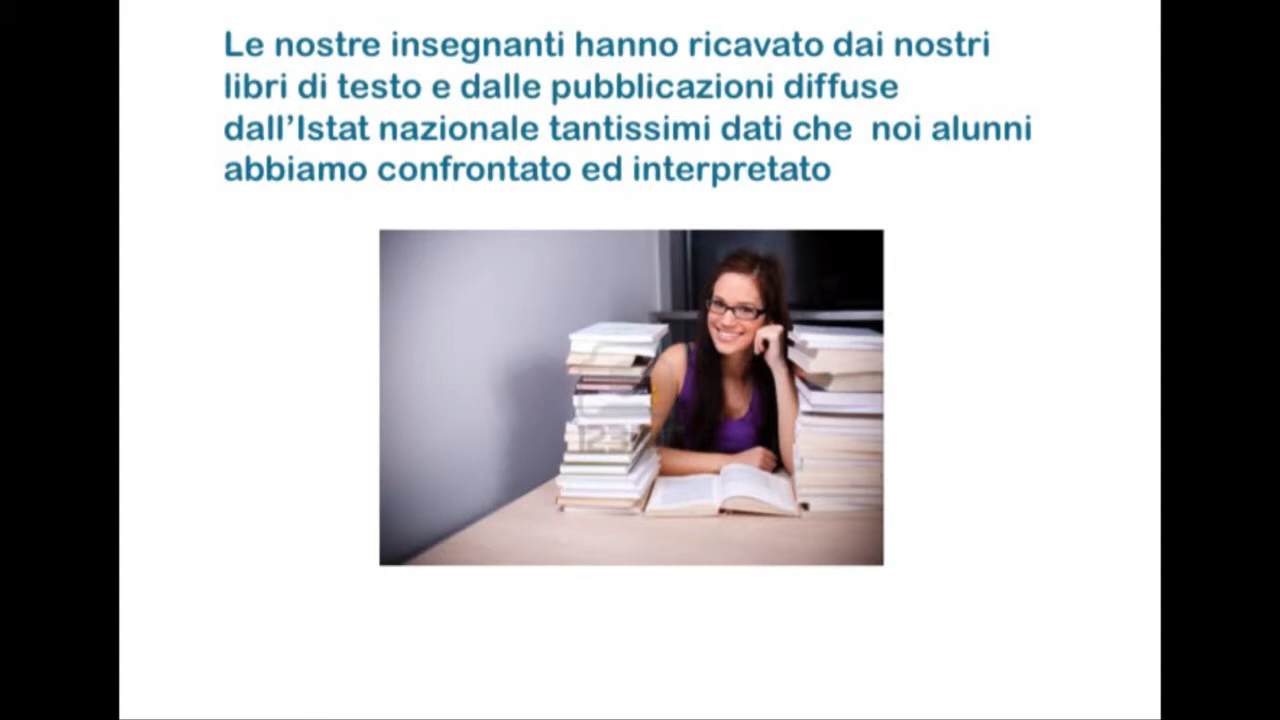 Le nostre insegnanti hanno ricavato dai nostri
libri di testo e dalle pubblicazioni diffuse
dall’Istat nazionale tantissimi dati che  noi alunni
abbiamo confrontato ed interpretato